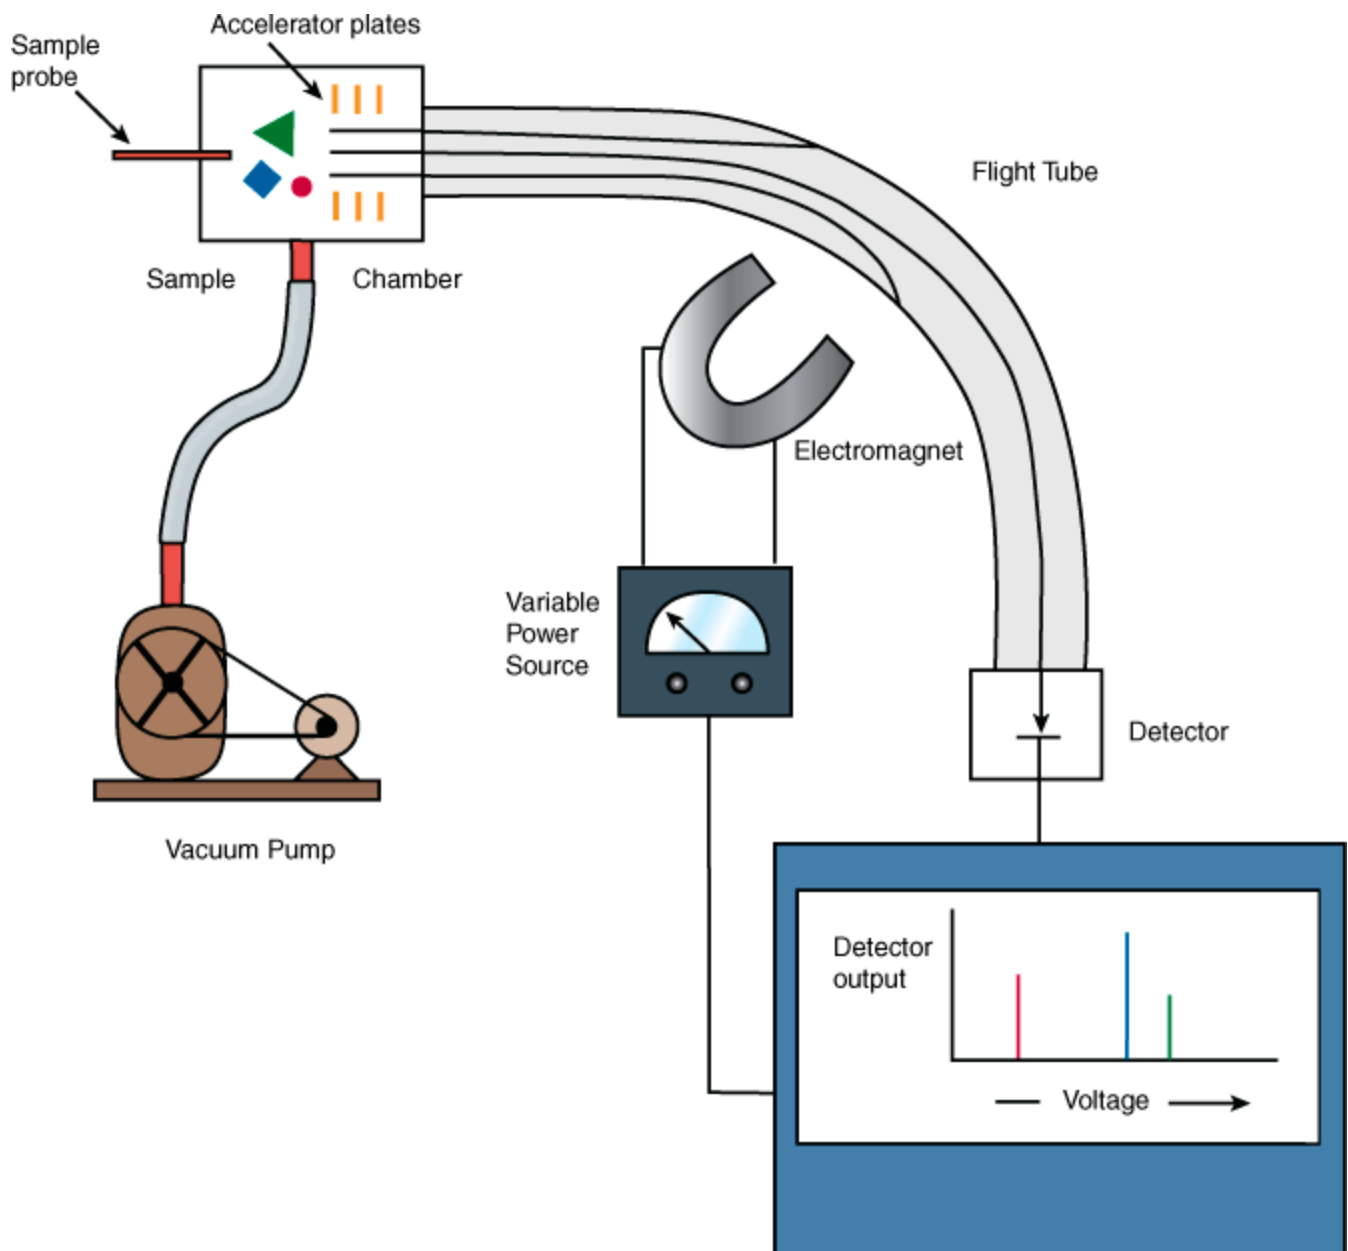 Accelerator plates
Sample
probe
Flight Tube
Sample
Chamber
Electromagnet
Variable
Power
Source
Detector
Vacuum Pump
Detector
output
Voltage